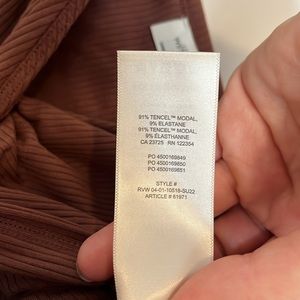 91% TENCEL™ MODAL,
9% ELASTANE
91% TENCEL™ MODAL,
9% ÉLASTHANNE
CA 23725 RN 122354
PO 4500169849
PO 4500169850
PO 4500169851
STYLE #
RVW 04-01-10518-SU22
ARTICLE # 61971